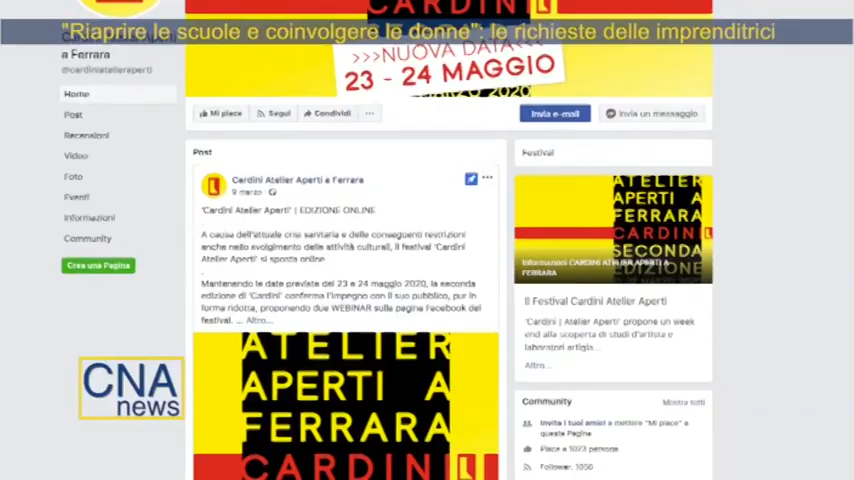 CARDINI
"Riaprire le scuole e coinvolgere le donne": le richieste delle imprenditrici
a Ferrara
@cardiniatelieraperti
>>>NUOVA DATA<<<
23 - 24 MAGGIO
MARZO 2020
Mi piace
Segui
Condividi
Invia e-mail
Invia un messaggio
Home
Post
Recensioni
Video
Foto
Eventi
Informazioni
Community
Crea una Pagina
Post
Cardini Atelier Aperti a Ferrara
9 marzo
'Cardini Atelier Aperti' | EDIZIONE ONLINE
.
A causa dell'attuale crisi sanitaria e delle conseguenti restrizioni
anche nello svolgimento delle attività culturali, il festival 'Cardini
Atelier Aperti' si sposta online
.
Mantenendo le date previste del 23 e 24 maggio 2020, la seconda
edizione di 'Cardini' conferma l'impegno con il suo pubblico, pur in
forma ridotta, proponendo due WEBINAR sulla pagina Facebook del
festival. ... Altro...
ATELIER
APERTI A
FERRARA
CARDINI
Festival
ATELIER
APERTI A
FERRARA
CARDINI
SECONDA
EDIZIONE
Informazioni CARDINI ATELIER APERTI A
FERRARA
Il Festival Cardini Atelier Aperti
'Cardini | Atelier Aperti' propone un week
end alla scoperta di studi d'artista e
laboratori artigia...
Altro...
Community
Mostra tutti
Invita i tuoi amici a mettere "Mi piace" a
questa Pagina
Piace a 1023 persone
Follower: 1056
CNA
news